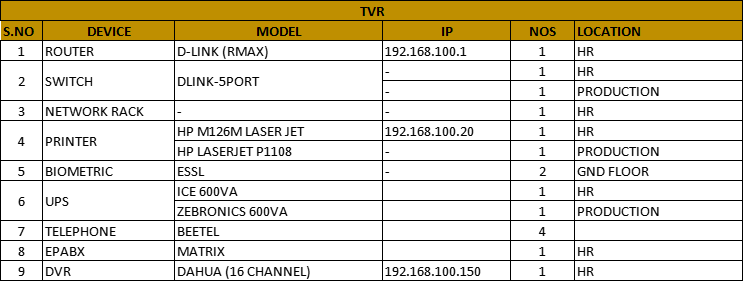 TVR
S.NO DEVICE MODEL IP NOS LOCATION
1 ROUTER D-LINK (RMAX) 192.168.100.1 1 HR
2 SWITCH DLINK-5PORT - 1 HR
- 1 PRODUCTION
3 NETWORK RACK - - 1 HR
4 PRINTER HP M126M LASER JET 192.168.100.20 1 HR
HP LASERJET P1108 - 1 PRODUCTION
5 BIOMETRIC ESSL - 2 GND FLOOR
6 UPS ICE 600VA 1 HR
ZEBRONICS 600VA 1 PRODUCTION
7 TELEPHONE BEETEL 4
8 EPABX MATRIX 1 HR
9 DVR DAHUA (16 CHANNEL) 192.168.100.150 1 HR